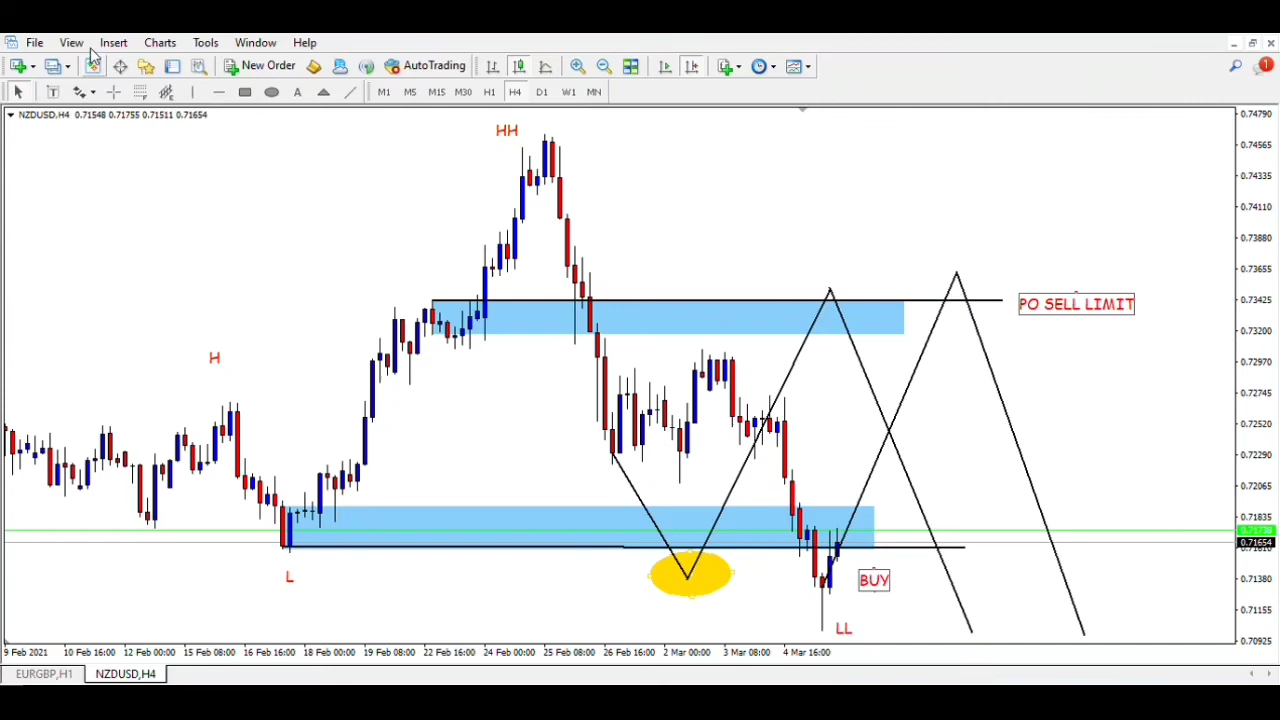 File View Insert Charts Tools Window Help
New Order AutoTrading 1
T A M1 M5 M15 M30 H1 H4 D1 W1 MN
NZDUSD,H4 0.71548 0.71755 0.71511 0.71654
0.74790
HH
0.74565
0.74335
0.74110
0.73880
0.73655
PO SELL LIMIT
0.73425
0.73200
H
0.72970
0.72745
0.72520
0.72290
0.72065
0.71835
0.71738
0.71654
0.71610
L
BUY
0.71380
0.71155
LL
0.70925
9 Feb 2021 10 Feb 16:00 12 Feb 00:00 15 Feb 08:00 16 Feb 16:00 18 Feb 00:00 19 Feb 08:00 22 Feb 16:00 24 Feb 00:00 25 Feb 08:00 26 Feb 16:00 2 Mar 00:00 3 Mar 08:00 4 Mar 16:00
EURGBP,H1 NZDUSD,H4